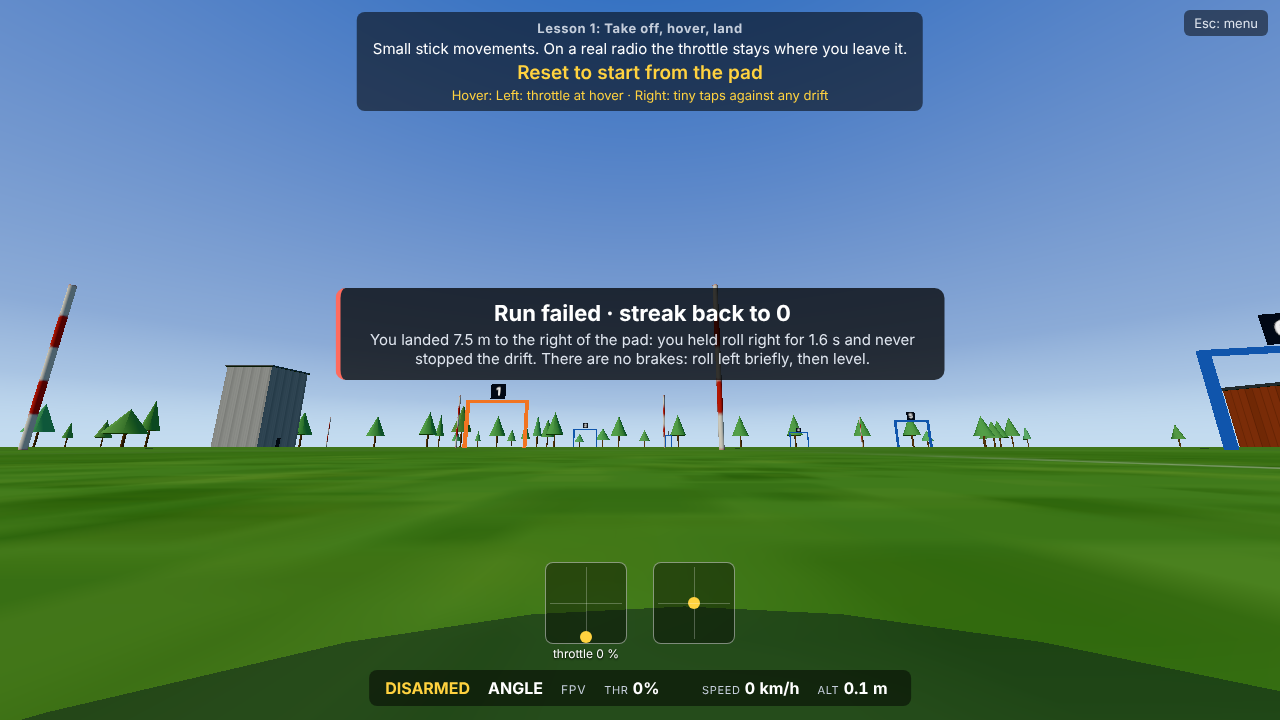 Lesson 1: Take off, hover, land
Small stick movements. On a real radio the throttle stays where you leave it.
Reset to start from the pad
Hover: Left: throttle at hover · Right: tiny taps against any drift
Esc: menu
Run failed · streak back to 0
You landed 7.5 m to the right of the pad: you held roll right for 1.6 s and never
stopped the drift. There are no brakes: roll left briefly, then level.
1
throttle 0 %
DISARMED ANGLE FPV THR 0% SPEED 0 km/h ALT 0.1 m